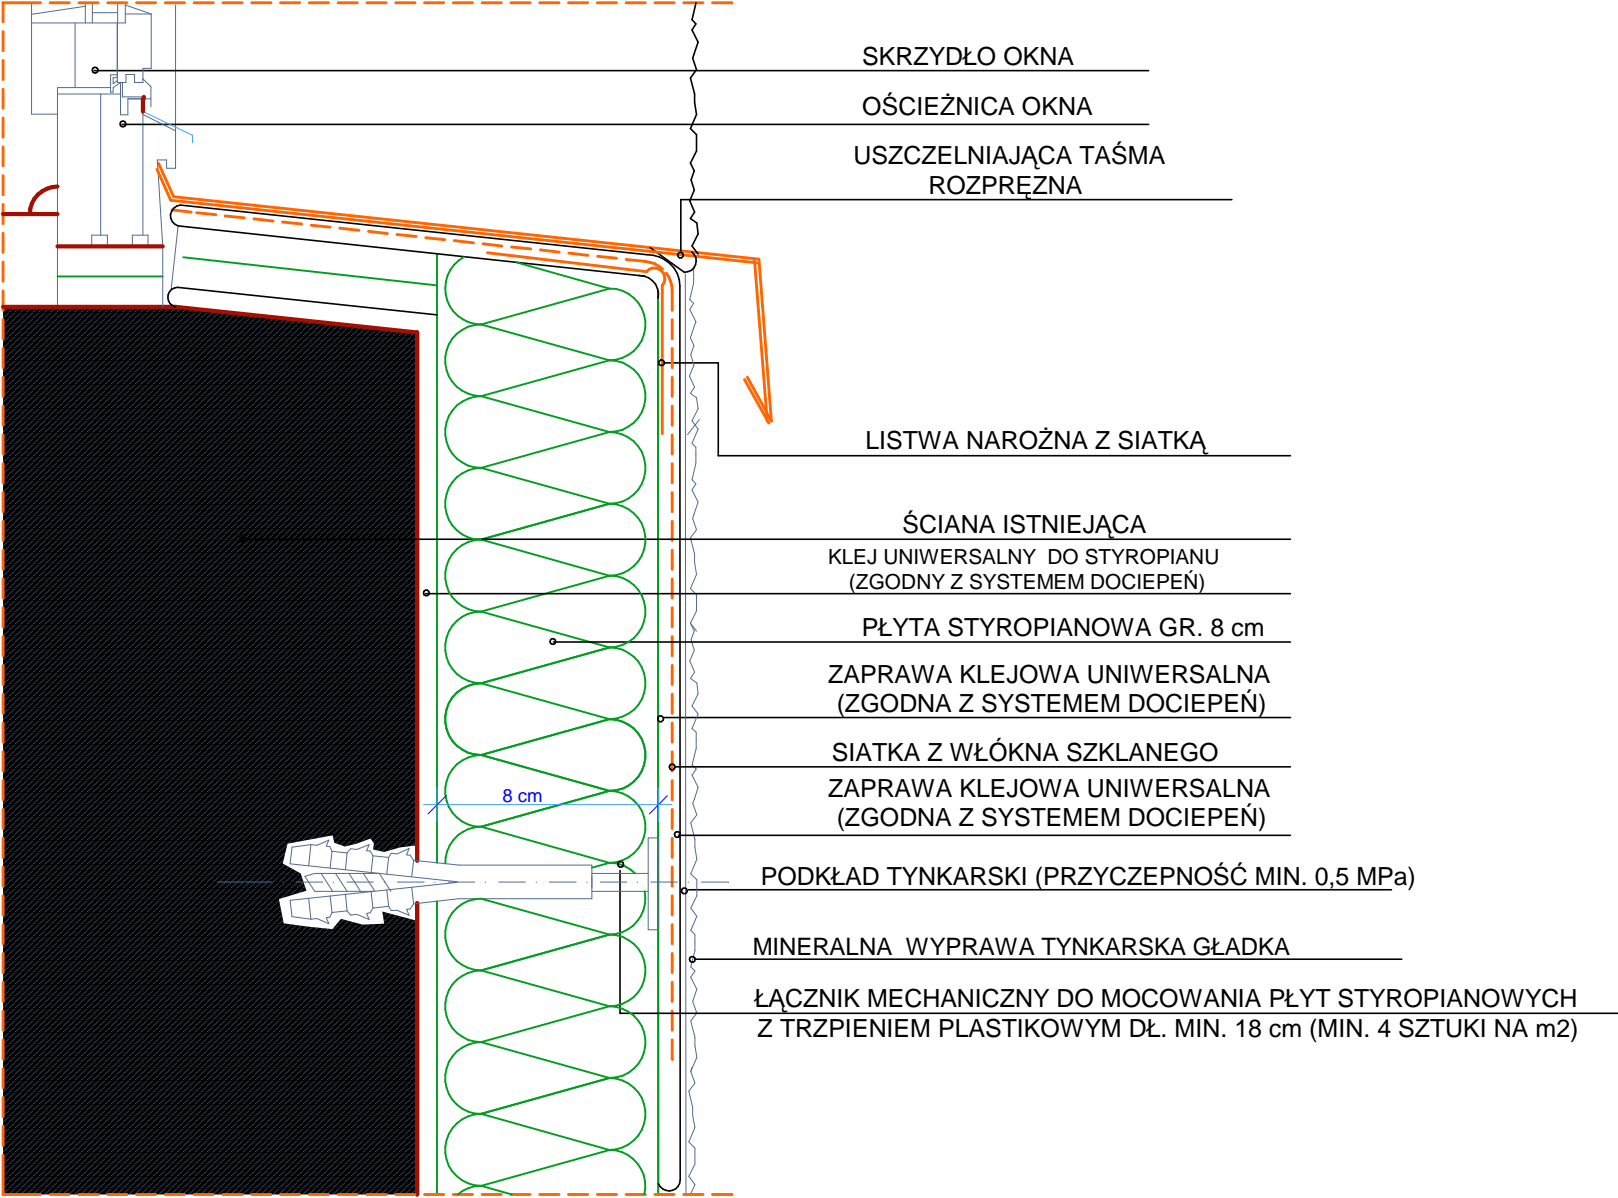 SKRZYDŁO OKNA
OŚCIEŻNICA OKNA
USZCZELNIAJĄCA TAŚMA
ROZPRĘZNA
LISTWA NAROŻNA Z SIATKĄ
ŚCIANA ISTNIEJĄCA
KLEJ UNIWERSALNY DO STYROPIANU
(ZGODNY Z SYSTEMEM DOCIEPEŃ)
PŁYTA STYROPIANOWA GR. 8 cm
ZAPRAWA KLEJOWA UNIWERSALNA
(ZGODNA Z SYSTEMEM DOCIEPEŃ)
SIATKA Z WŁÓKNA SZKLANEGO
ZAPRAWA KLEJOWA UNIWERSALNA
(ZGODNA Z SYSTEMEM DOCIEPEŃ)
8 cm
PODKŁAD TYNKARSKI (PRZYCZEPNOŚĆ MIN. 0,5 MPa)
MINERALNA WYPRAWA TYNKARSKA GŁADKA
ŁĄCZNIK MECHANICZNY DO MOCOWANIA PŁYT STYROPIANOWYCH
Z TRZPIENIEM PLASTIKOWYM DŁ. MIN. 18 cm (MIN. 4 SZTUKI NA m2)